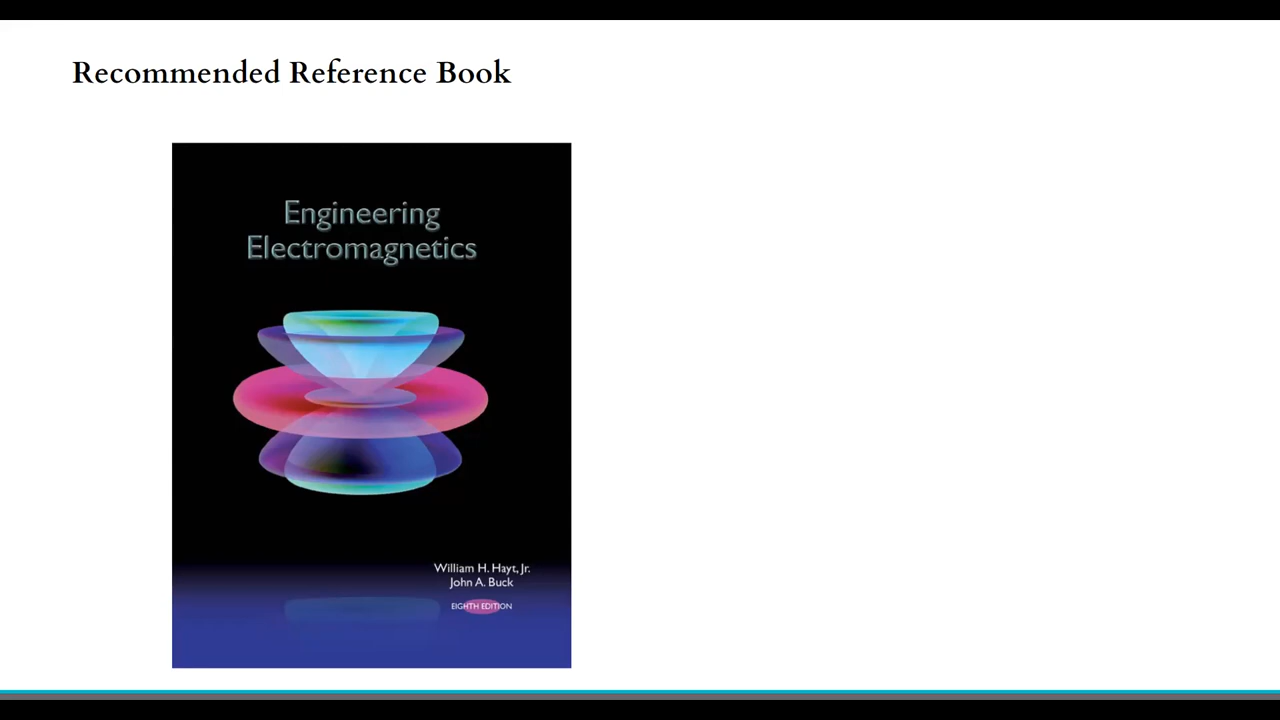 Recommended Reference Book
Engineering
Electromagnetics
William H. Hayt, Jr.
John A. Buck
EIGHTH EDITION